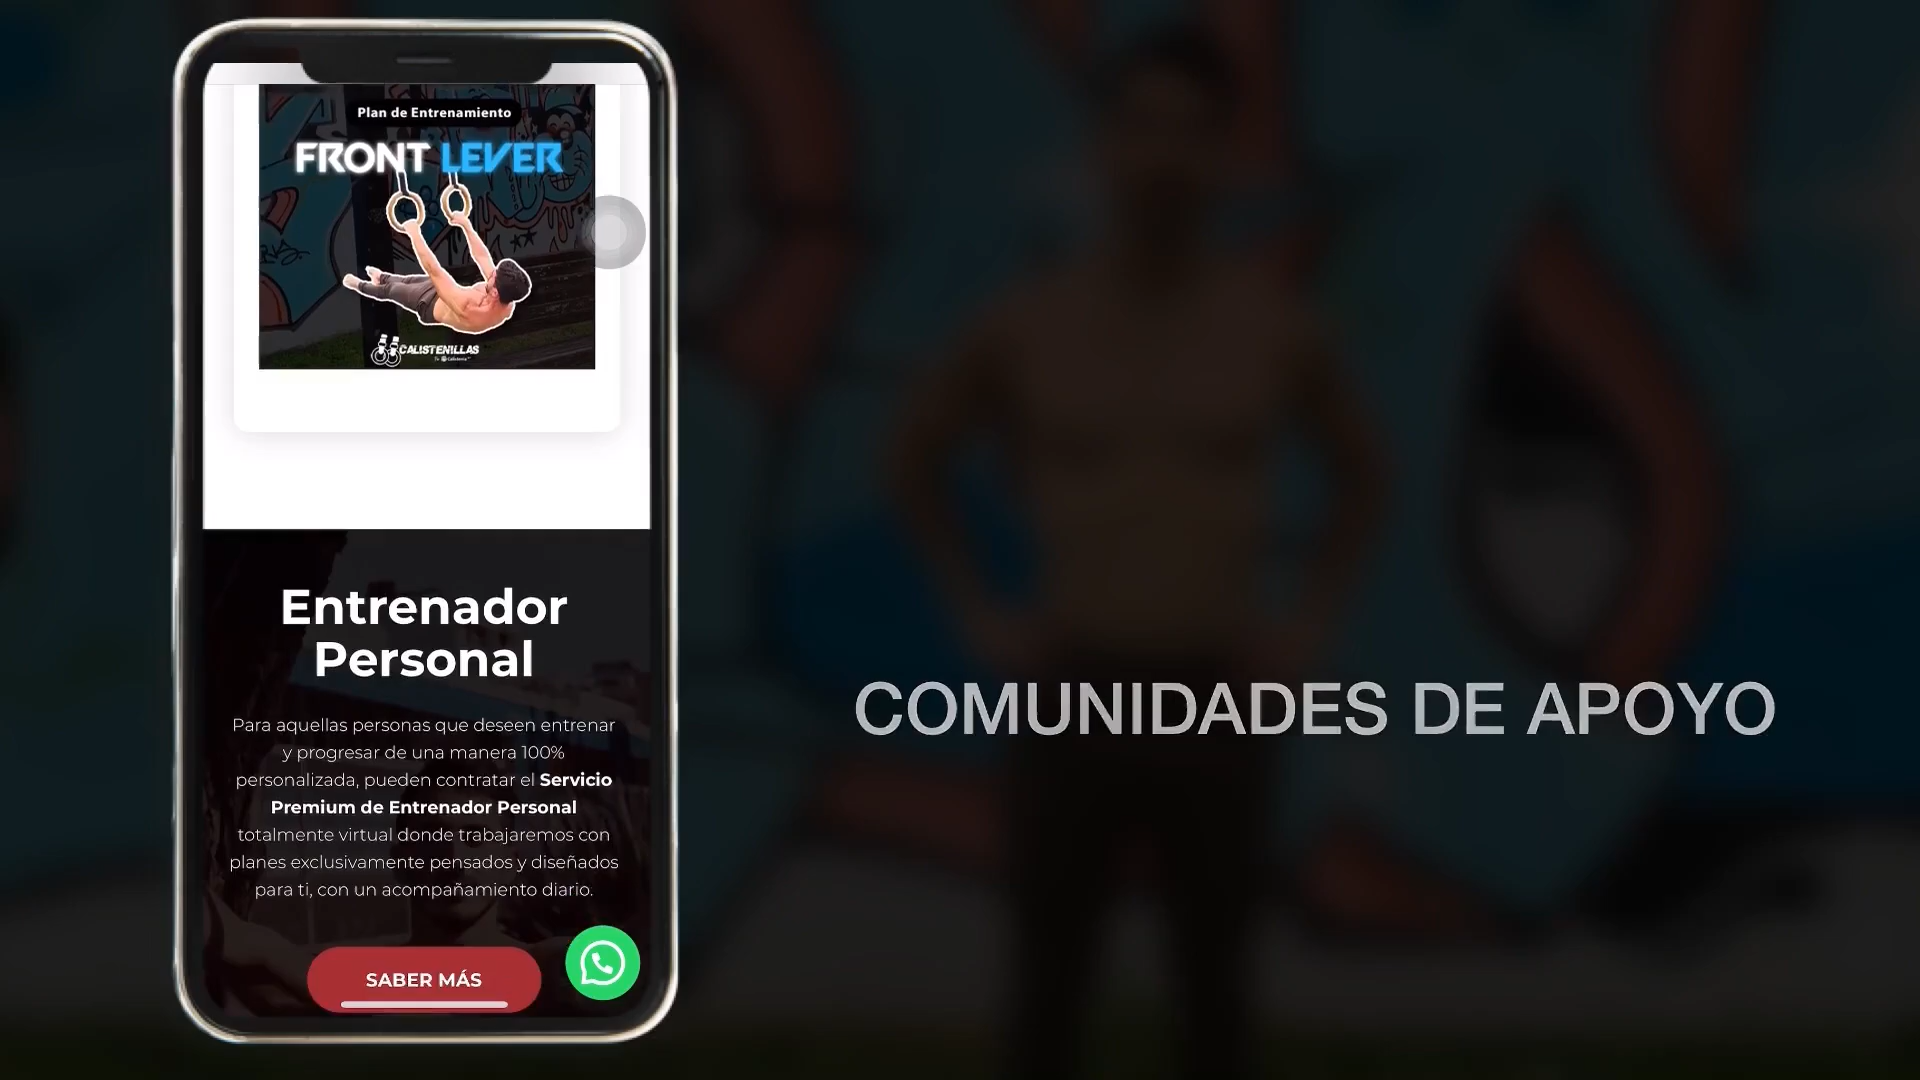 Plan de Entrenamiento
FRONT LEVER
CALISTENILLAS
Entrenador
Personal
Para aquellas personas que deseen entrenar
y progresar de una manera 100%
personalizada, pueden contratar el Servicio
Premium de Entrenador Personal
totalmente virtual donde trabajaremos con
planes exclusivamente pensados y diseñados
para ti, con un acompañamiento diario.
SABER MÁS
COMUNIDADES DE APOYO